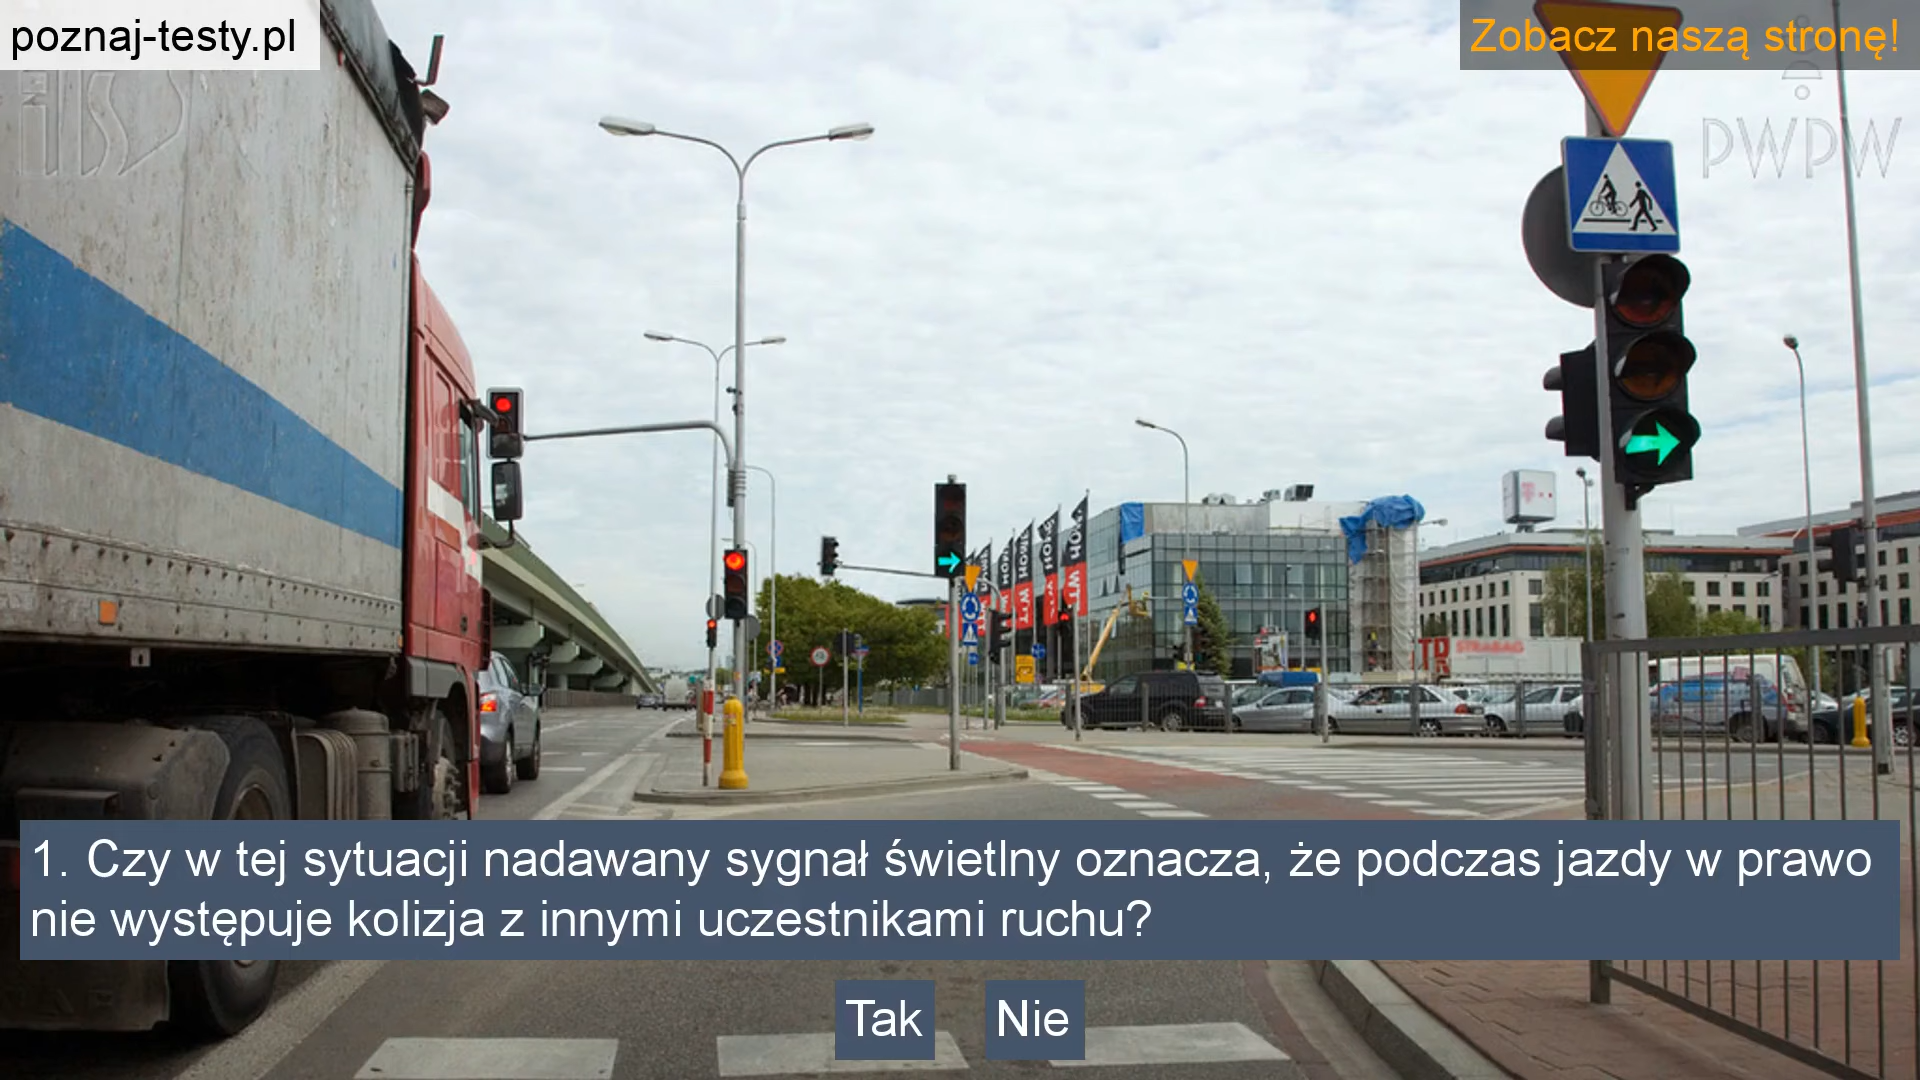 poznaj-testy.pl
Zobacz naszą stronę!
PWPW
1. Czy w tej sytuacji nadawany sygnał świetlny oznacza, że podczas jazdy w prawo
nie występuje kolizja z innymi uczestnikami ruchu?
Tak
Nie